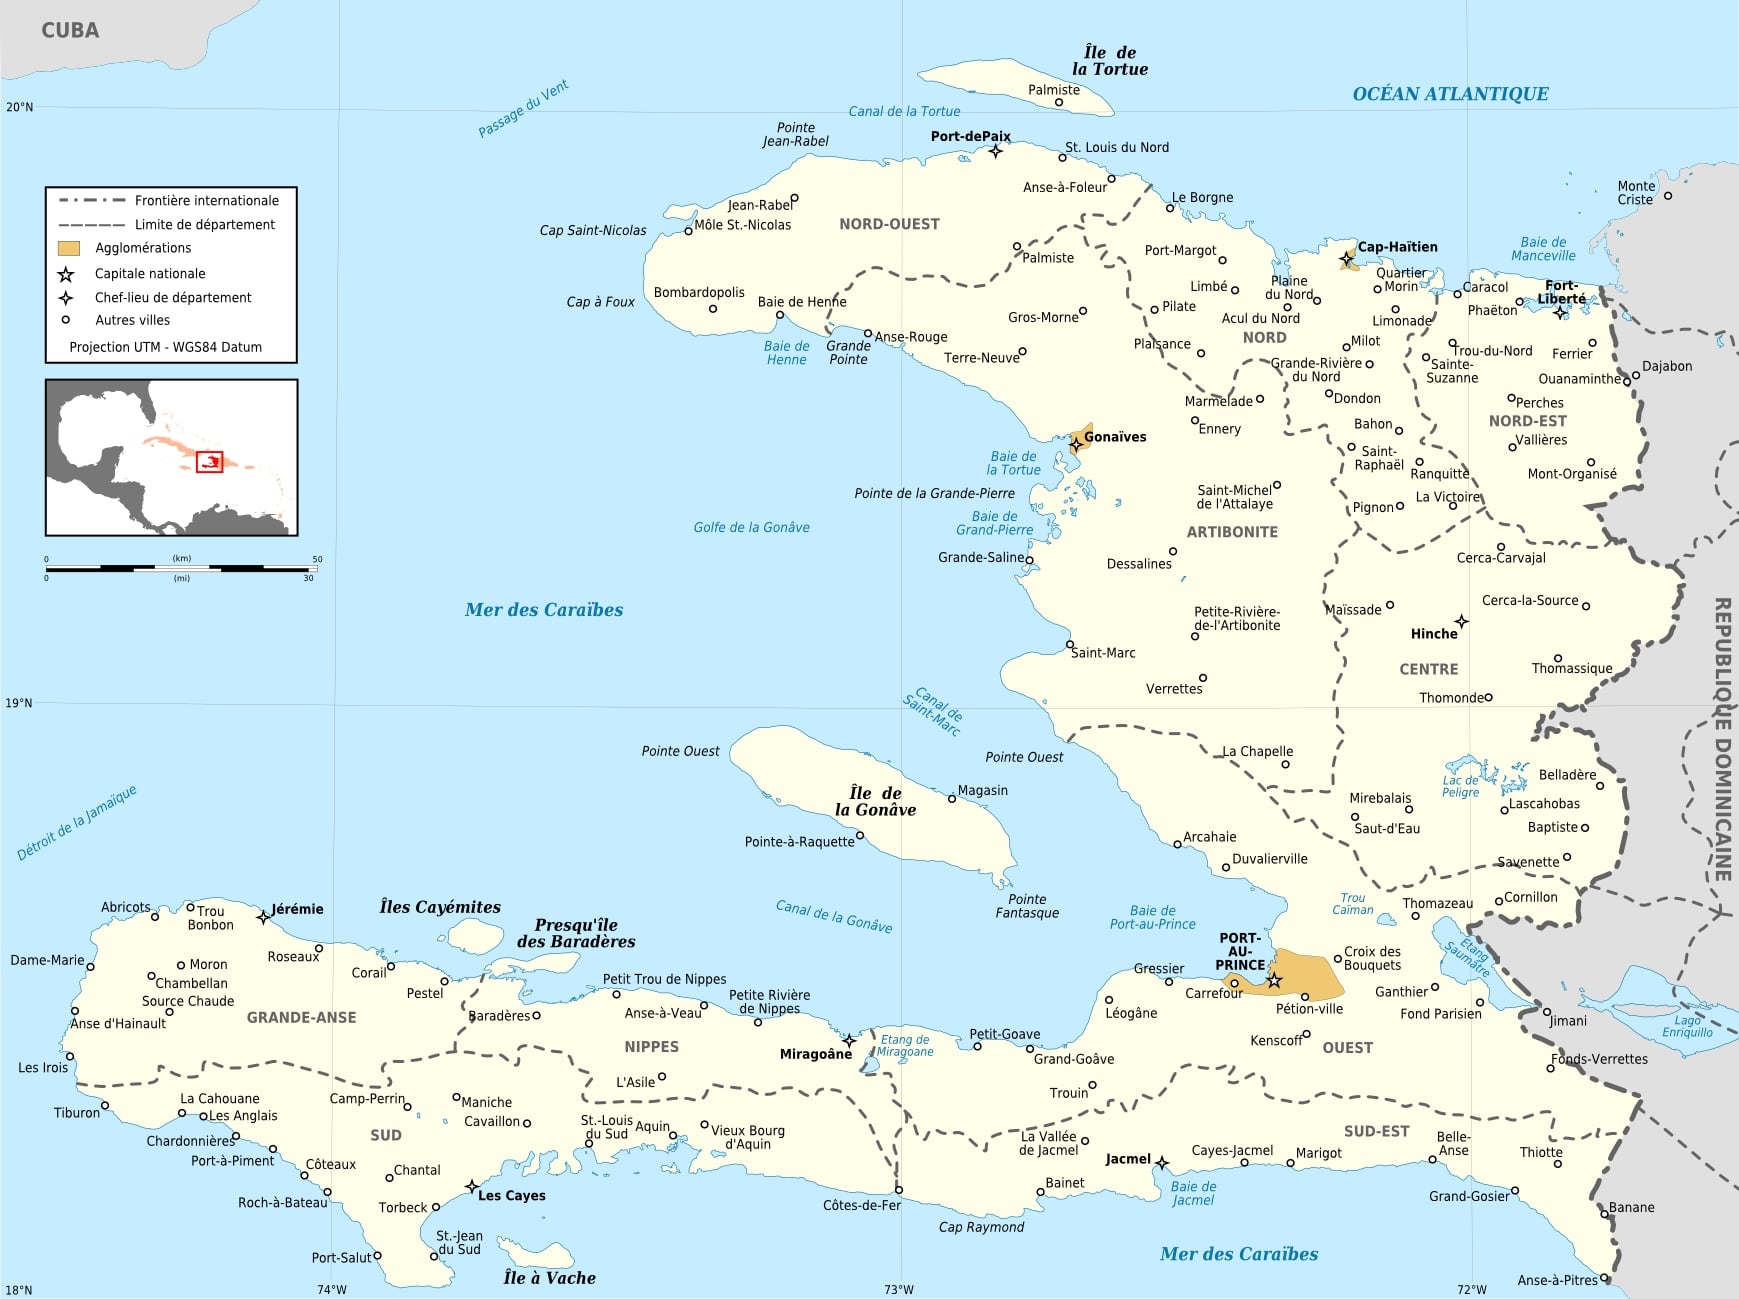 CUBA
Île de
la Tortue
Palmiste
OCÉAN ATLANTIQUE
20°N
Passage du Vent
Canal de la Tortue
Pointe
Jean-Rabel
Port-dePaix
St. Louis du Nord
Anse-à-Foleur
Le Borgne
Monte
Criste
Frontière internationale
Limite de département
Agglomérations
Capitale nationale
Chef-lieu de département
Autres villes
Projection UTM - WGS84 Datum
Jean-Rabel
Môle St.-Nicolas
NORD-OUEST
Cap Saint-Nicolas
Palmiste
Port-Margot
Cap-Haïtien
Baie de
Manceville
Cap à Foux
Bombardopolis
Baie de Henne
Limbé
Plaine
du Nord
Quartier
Morin
Caracol
Fort-
Liberté
Phaëton
Gros-Morne
Pilate
Acul du Nord
Limonade
Anse-Rouge
Baie de
Henne
Grande
Pointe
Terre-Neuve
Plaisance
NORD
Milot
Trou-du-Nord
Ferrier
Grande-Rivière
du Nord
Sainte-
Suzanne
Ouanaminthe
Dajabon
Marmelade
Dondon
Perches
NORD-EST
Ennery
Bahon
Vallières
Gonaïves
Baie de
la Tortue
Saint-
Raphaël
Ranquitte
Mont-Organisé
Pointe de la Grande-Pierre
Saint-Michel
de l'Attalaye
La Victoire
Pignon
Golfe de la Gonâve
Baie de
Grand-Pierre
ARTIBONITE
Grande-Saline
Dessalines
Cerca-Carvajal
0
(km)
50
0
(mi)
30
Mer des Caraïbes
Petite-Rivière-
de-l'Artibonite
Maïssade
Cerca-la-Source
Hinche
Saint-Marc
CENTRE
Thomassique
Verrettes
Thomonde
REPUBLIQUE DOMINICAINE
19°N
Canal de
Saint-Marc
Pointe Ouest
Pointe Ouest
La Chapelle
Île de
la Gonâve
Magasin
Lac de
Peligre
Belladère
Mirebalais
Lascahobas
Saut-d'Eau
Baptiste
Pointe-à-Raquette
Arcahaie
Duvalierville
Savenette
Détroit de la Jamaïque
Pointe
Fantasque
Trou
Caïman
Thomazeau
Cornillon
Abricots
Trou
Bonbon
Jérémie
Îles Cayémites
Presqu'île
des Baradères
Canal de la Gonâve
Baie de
Port-au-Prince
PORT-
AU-
PRINCE
Croix des
Bouquets
Etang
Saumâtre
Dame-Marie
Roseaux
Moron
Chambellan
Corail
Pestel
Source Chaude
Petit Trou de Nippes
Petite Rivière
de Nippes
Anse-à-Veau
Gressier
Carrefour
Pétion-ville
Ganthier
Fond Parisien
Anse d'Hainault
GRANDE-ANSE
Baradères
Léogâne
Jimani
Lago
Enriquillo
NIPPES
Miragoâne
Etang de
Miragoane
Petit-Goave
Grand-Goâve
Kenscoff
OUEST
Fonds-Verrettes
Les Irois
L'Asile
Trouin
Tiburon
La Cahouane
Les Anglais
Camp-Perrin
Maniche
Cavaillon
Chardonnières
Port-à-Piment
SUD
St.-Louis
du Sud
Aquin
Vieux Bourg
d'Aquin
La Vallée
de Jacmel
SUD-EST
Belle-
Anse
Jacmel
Cayes-Jacmel
Marigot
Thiotte
Côteaux
Chantal
Les Cayes
Roch-à-Bateau
Torbeck
Côtes-de-Fer
Bainet
Baie de
Jacmel
Grand-Gosier
Banane
Cap Raymond
Port-Salut
St.-Jean
du Sud
Île à Vache
Mer des Caraïbes
Anse-à-Pitres
18°N
74°W
73°W
72°W